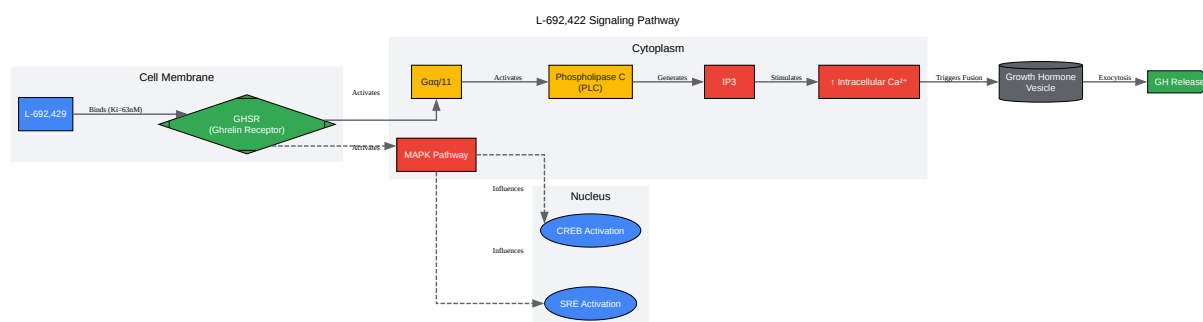 L-692,422 Signaling Pathway
Cell Membrane
Cytoplasm
L-692,429
Binds (Ki=63nM)
GHSR
(Ghrelin Receptor)
Activates
Activates
Gαq/11
Activates
Phospholipase C
(PLC)
Generates
IP3
Stimulates
↑ Intracellular Ca²⁺
Triggers Fusion
Growth Hormone
Vesicle
Exocytosis
GH Release
MAPK Pathway
Influences
Influences
Nucleus
CREB Activation
SRE Activation